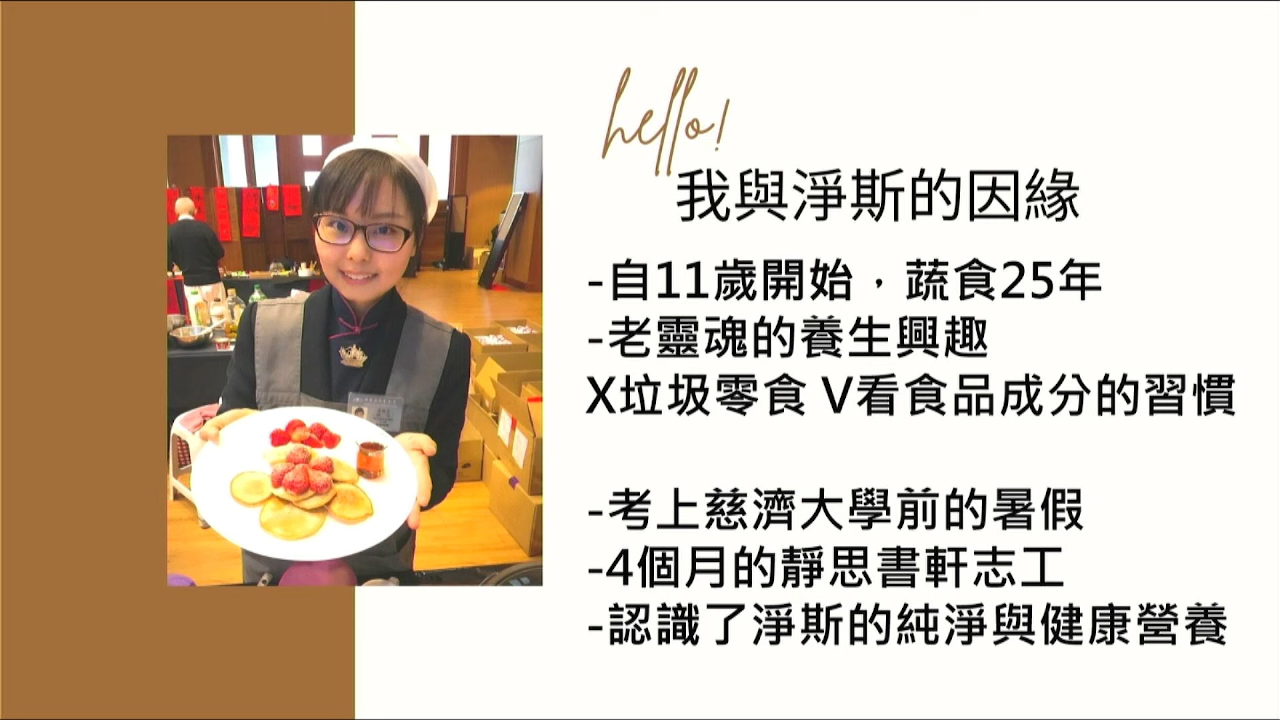 hello!
我與淨斯的因緣
-自11歲開始，蔬食25年
-老靈魂的養生興趣
X垃圾零食 V看食品成分的習慣
-考上慈濟大學前的暑假
-4個月的靜思書軒志工
-認識了淨斯的純淨與健康營養